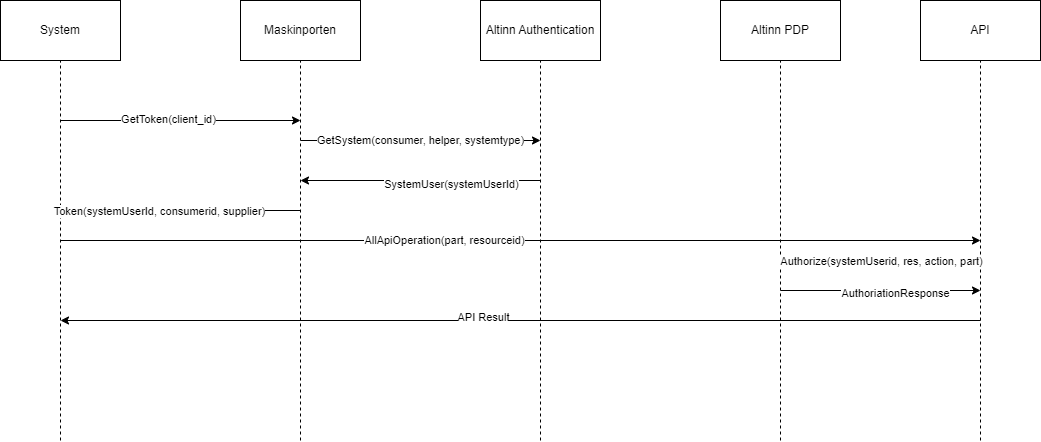 System
Maskinporten
Altinn Authentication
Altinn PDP
API
GetToken(client_id)
GetSystem(consumer, helper, systemtype)
SystemUser(systemUserId)
Token(systemUserId, consumerid, supplier)
AllApiOperation(part, resourceid)
Authorize(systemUserid, res, action, part)
AuthoriationResponse
API Result